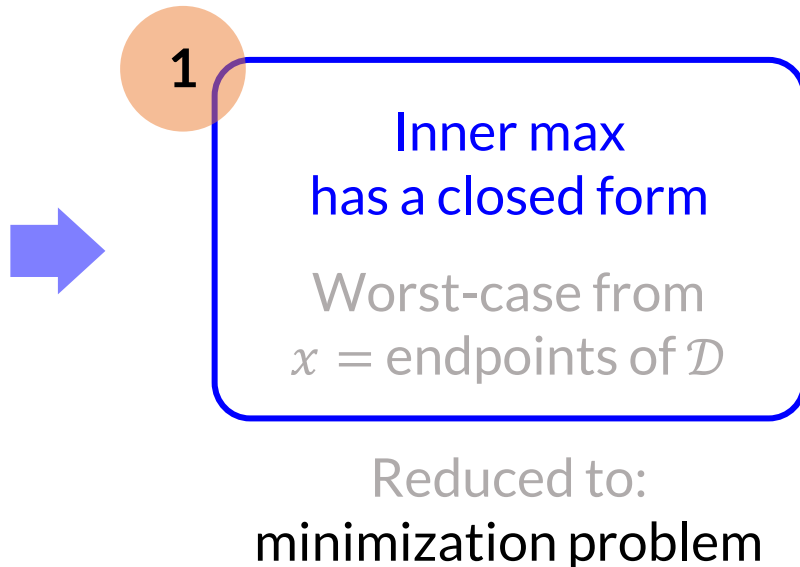 1
Inner max
has a closed form
Worst-case from
𝑥 = endpoints of 𝒟
Reduced to:
minimization problem